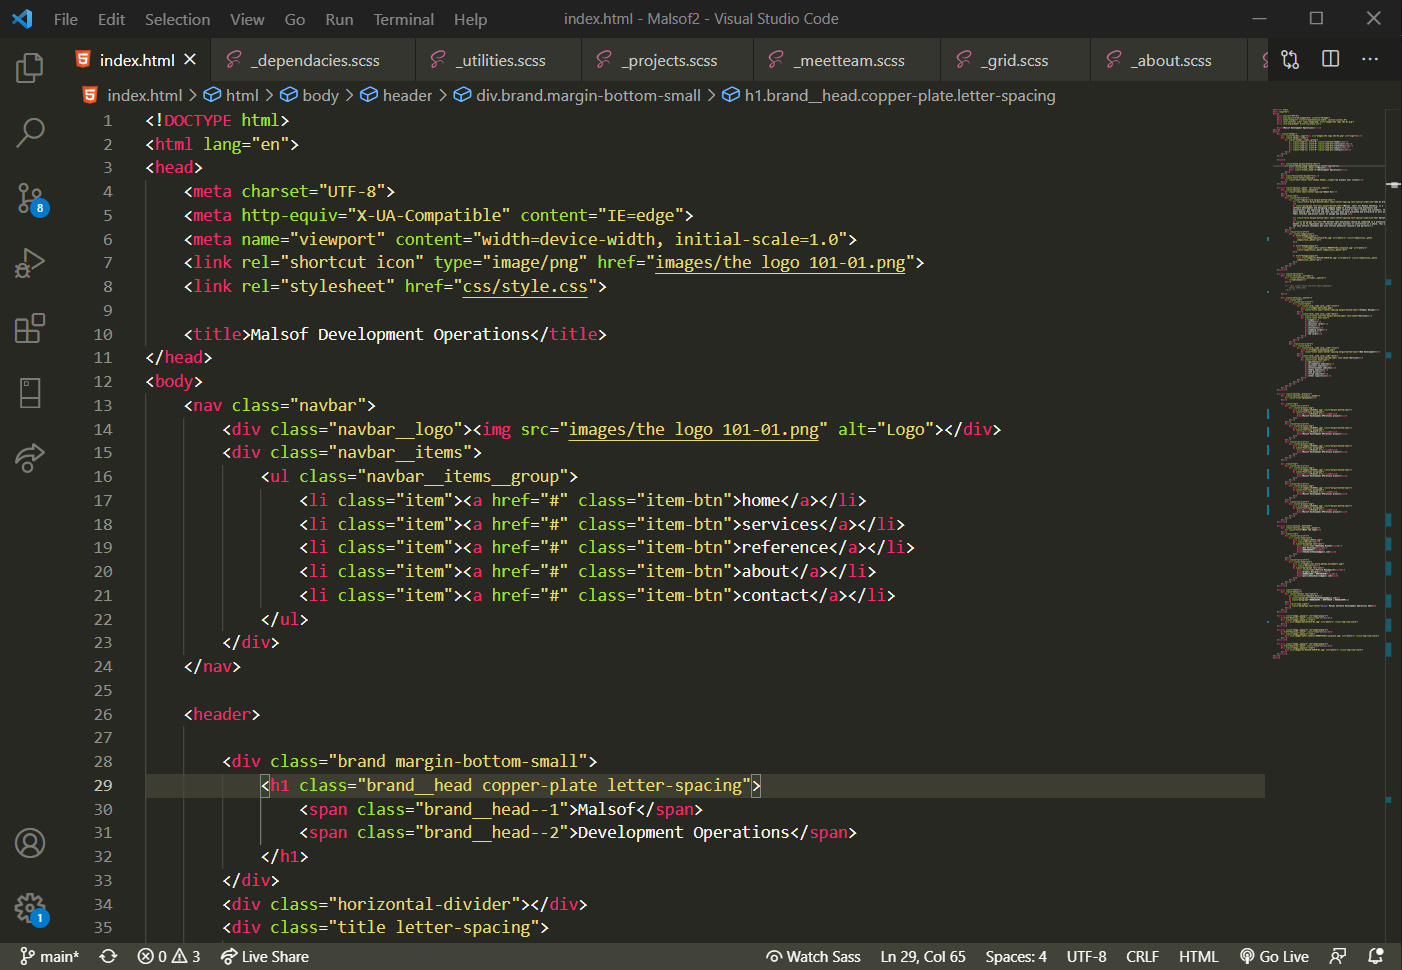 File Edit Selection View Go Run Terminal Help index.html - Malsof2 - Visual Studio Code
index.html _dependacies.scss _utilities.scss _projects.scss _meetteam.scss _grid.scss _about.scss
index.html > html > body > header > div.brand.margin-bottom-small > h1.brand__head.copper-plate.letter-spacing
1 <!DOCTYPE html>
2 <html lang="en">
3 <head>
4 <meta charset="UTF-8">
5 <meta http-equiv="X-UA-Compatible" content="IE=edge">
6 <meta name="viewport" content="width=device-width, initial-scale=1.0">
7 <link rel="shortcut icon" type="image/png" href="images/the logo 101-01.png">
8 <link rel="stylesheet" href="css/style.css">
9
10 <title>Malsof Development Operations</title>
11 </head>
12 <body>
13 <nav class="navbar">
14 <div class="navbar__logo"><img src="images/the logo 101-01.png" alt="Logo"></div>
15 <div class="navbar__items">
16 <ul class="navbar__items__group">
17 <li class="item"><a href="#" class="item-btn">home</a></li>
18 <li class="item"><a href="#" class="item-btn">services</a></li>
19 <li class="item"><a href="#" class="item-btn">reference</a></li>
20 <li class="item"><a href="#" class="item-btn">about</a></li>
21 <li class="item"><a href="#" class="item-btn">contact</a></li>
22 </ul>
23 </div>
24 </nav>
25
26 <header>
27
28 <div class="brand margin-bottom-small">
29 <h1 class="brand__head copper-plate letter-spacing">
30 <span class="brand__head--1">Malsof</span>
31 <span class="brand__head--2">Development Operations</span>
32 </h1>
33 </div>
34 <div class="horizontal-divider"></div>
35 <div class="title letter-spacing">
8
1
main* 0 3 Live Share Watch Sass Ln 29, Col 65 Spaces: 4 UTF-8 CRLF HTML Go Live